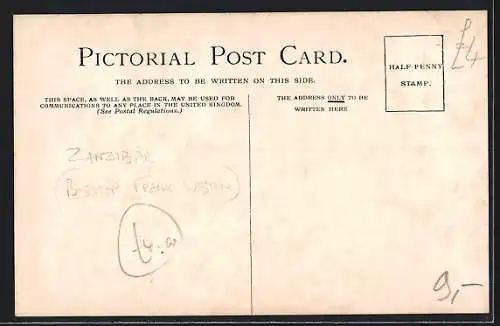 PICTORIAL POST CARD.
THE ADDRESS TO BE WRITTEN ON THIS SIDE.
HALF-PENNY
STAMP.
THIS SPACE, AS WELL AS THE BACK, MAY BE USED FOR
COMMUNICATIONS TO ANY PLACE IN THE UNITED KINGDOM.
(See Postal Regulations.)
THE ADDRESS ONLY TO BE
WRITTEN HERE
ZANZIBAR
(BISHOP FRANK WESTON)
£4.00
P
£4
9,-